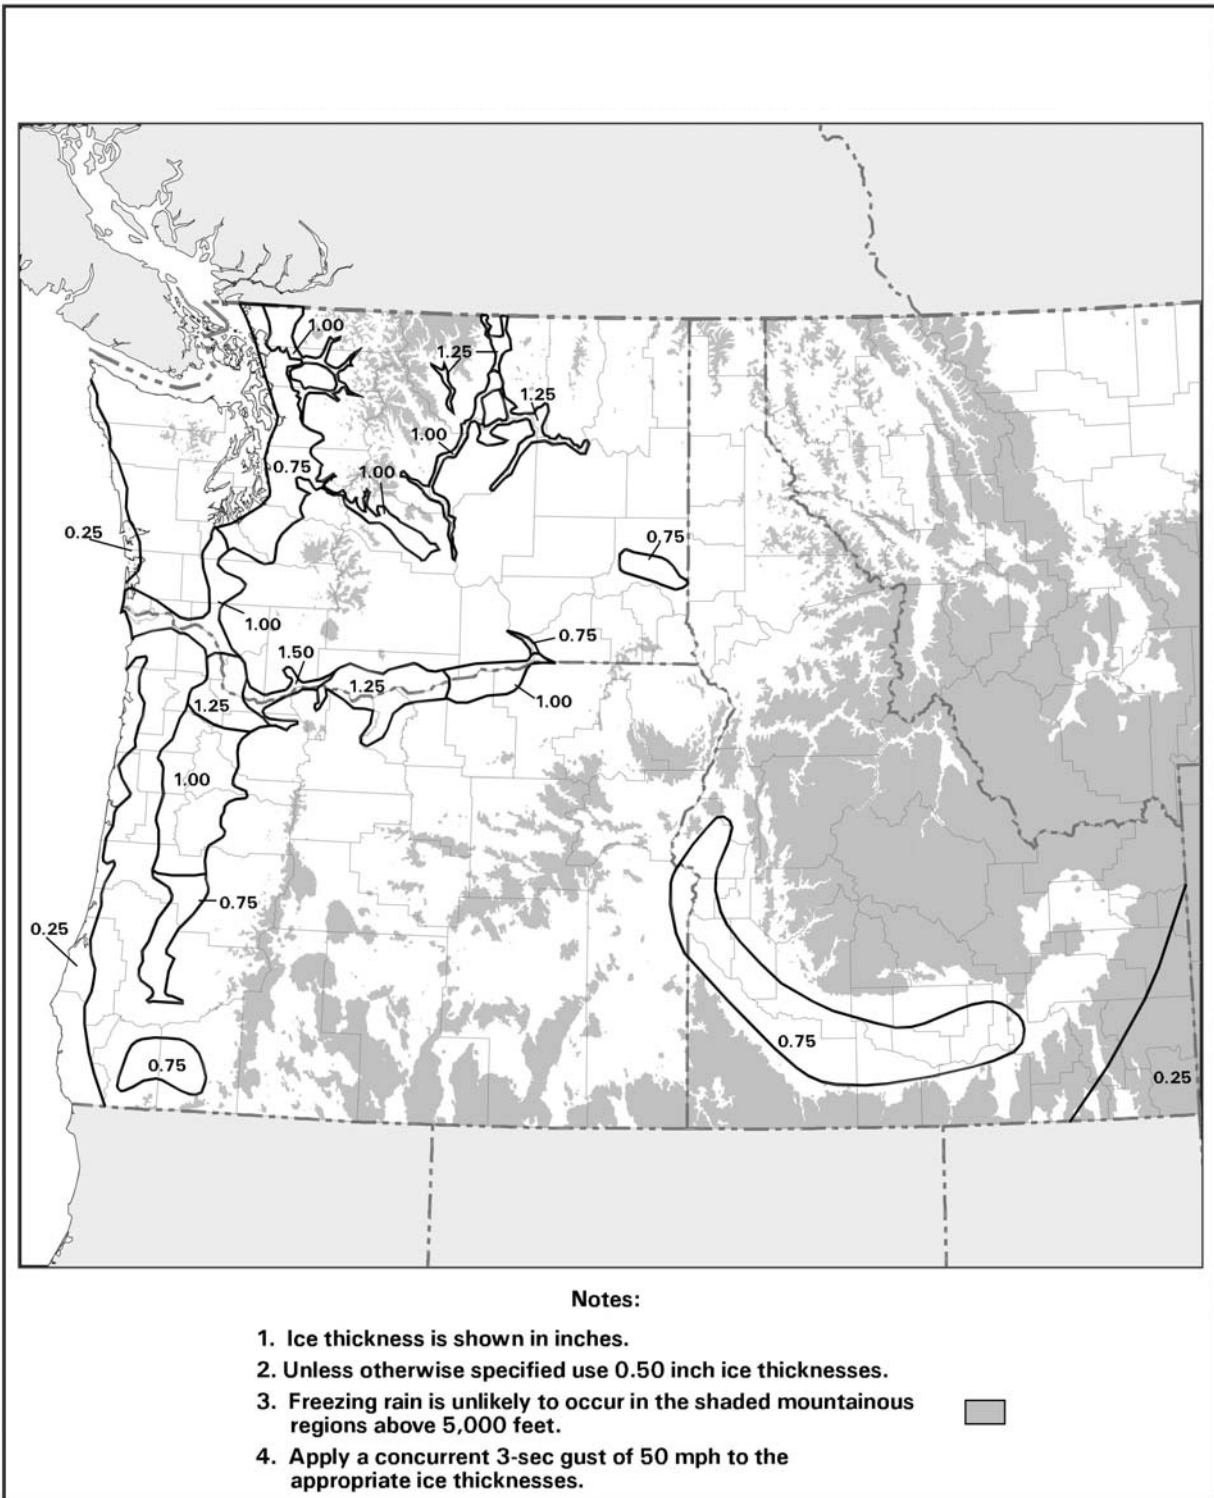 1.00
1.25
1.25
1.00
0.75
1.00
0.25
0.75
1.00
0.75
1.50
1.25
1.00
1.25
1.00
0.75
0.25
0.75
0.75
0.25
Notes:
1. Ice thickness is shown in inches.
2. Unless otherwise specified use 0.50 inch ice thicknesses.
3. Freezing rain is unlikely to occur in the shaded mountainous
regions above 5,000 feet.
4. Apply a concurrent 3-sec gust of 50 mph to the
appropriate ice thicknesses.